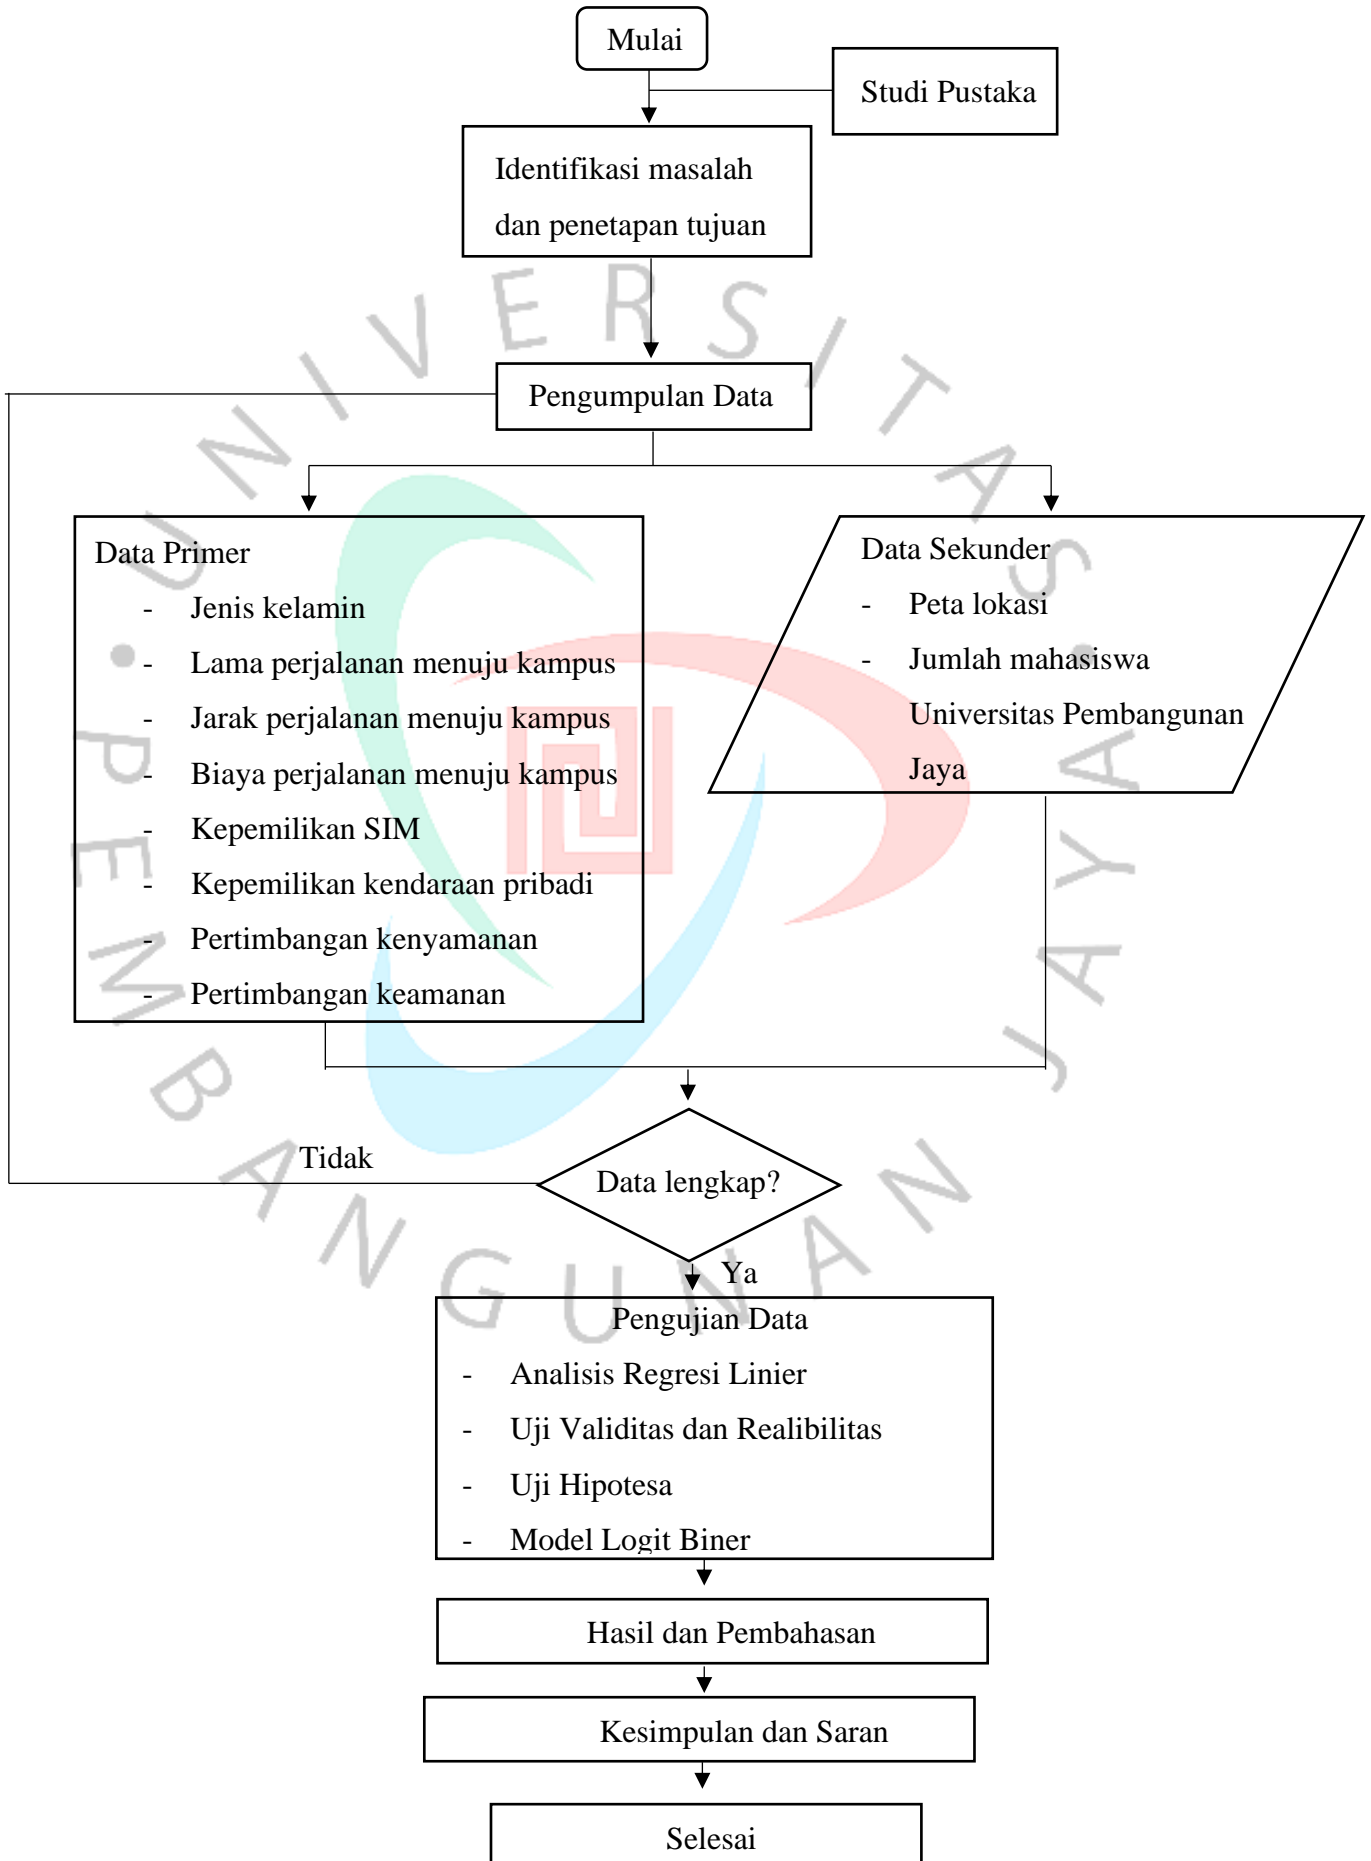 Mulai
Studi Pustaka
Identifikasi masalah
dan penetapan tujuan
Pengumpulan Data
Data Primer
- Jenis kelamin
- Lama perjalanan menuju kampus
- Jarak perjalanan menuju kampus
- Biaya perjalanan menuju kampus
- Kepemilikan SIM
- Kepemilikan kendaraan pribadi
- Pertimbangan kenyamanan
- Pertimbangan keamanan
Data Sekunder
- Peta lokasi
- Jumlah mahasiswa
Universitas Pembangunan
Jaya
Tidak
Data lengkap?
Ya
Pengujian Data
- Analisis Regresi Linier
- Uji Validitas dan Realibilitas
- Uji Hipotesa
- Model Logit Biner
Hasil dan Pembahasan
Kesimpulan dan Saran
Selesai
UNIVERSITAS
• PEMBANGUNAN JAYA •